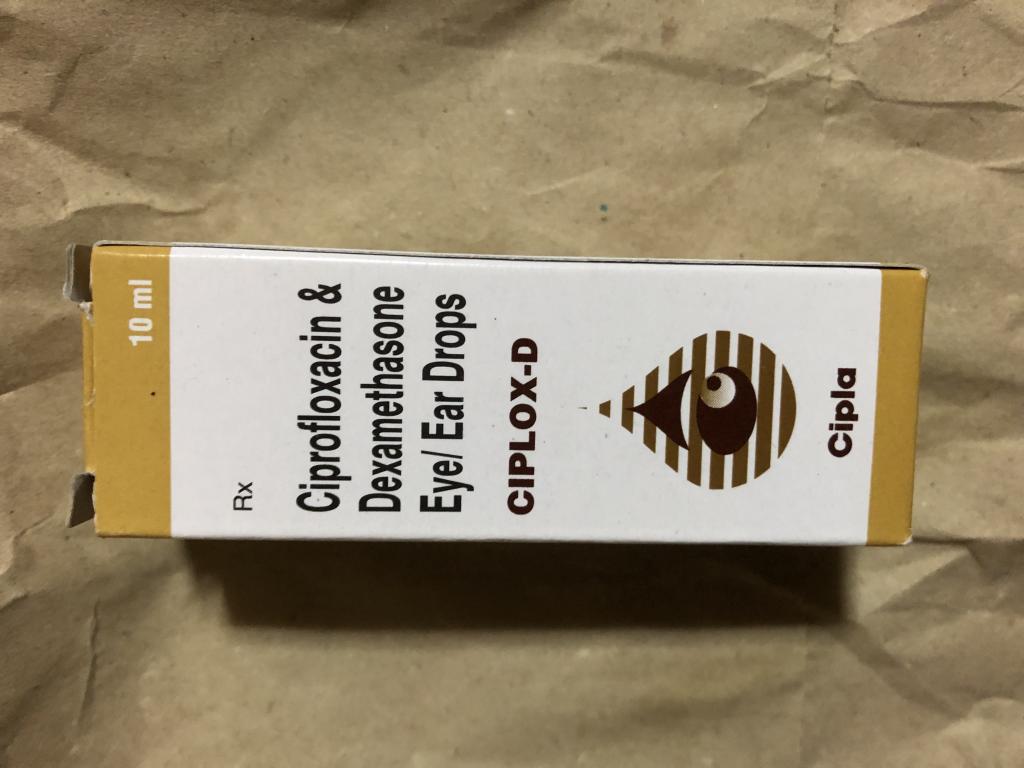 10 ml
Rx
Ciprofloxacin &
Dexamethasone
Eye/ Ear Drops
CIPLOX-D
Cipla